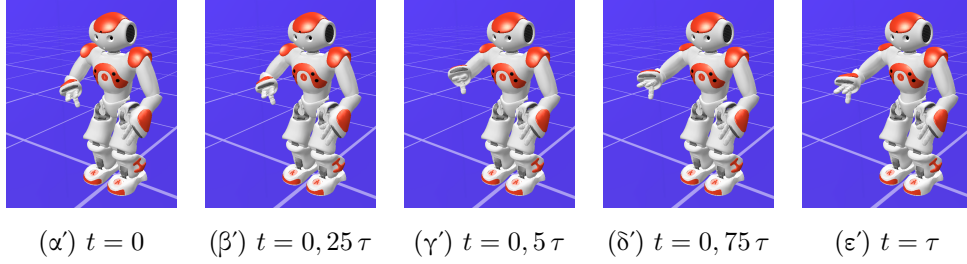 (α΄) t = 0
(β΄) t = 0, 25 τ
(γ΄) t = 0, 5 τ
(δ΄) t = 0, 75 τ
(ε΄) t = τ